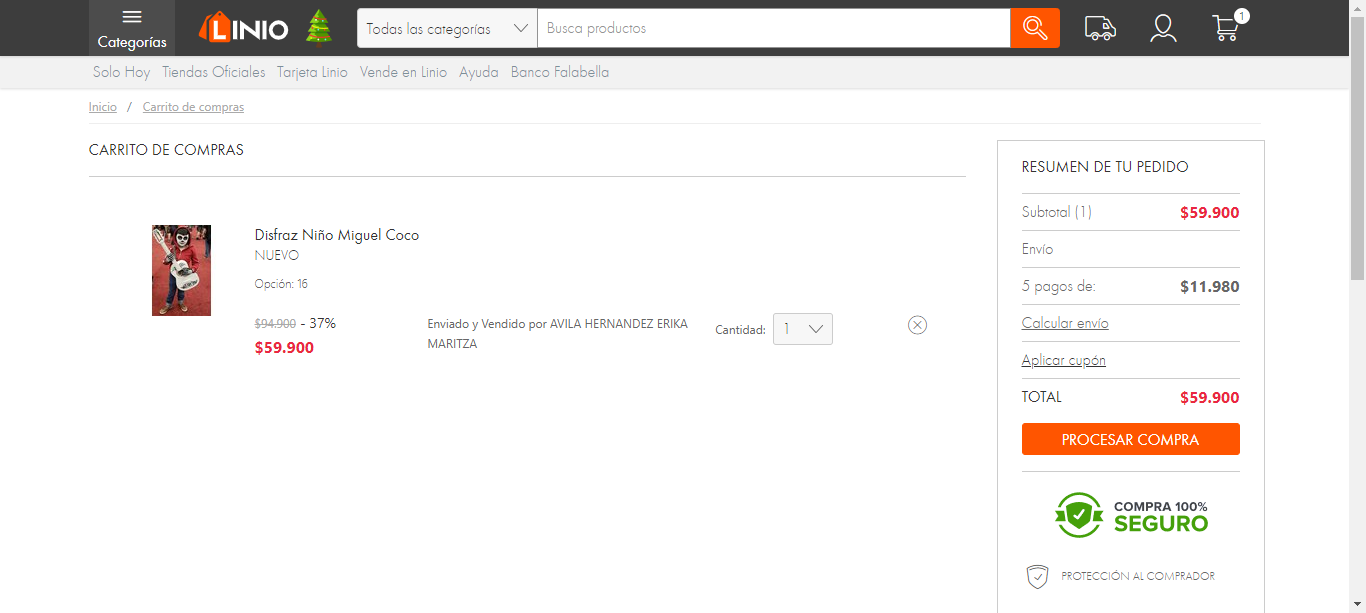 Categorías
LINIO
Todas las categorías
Busca productos
1
Solo Hoy Tiendas Oficiales Tarjeta Linio Vende en Linio Ayuda Banco Falabella
Inicio / Carrito de compras
CARRITO DE COMPRAS
Disfraz Niño Miguel Coco
NUEVO
Opción: 16
$94.900 - 37%
$59.900
Enviado y Vendido por AVILA HERNANDEZ ERIKA
MARITZA
Cantidad: 1
RESUMEN DE TU PEDIDO
Subtotal (1) $59.900
Envío
5 pagos de: $11.980
Calcular envío
Aplicar cupón
TOTAL $59.900
PROCESAR COMPRA
COMPRA 100%
SEGURO
PROTECCIÓN AL COMPRADOR